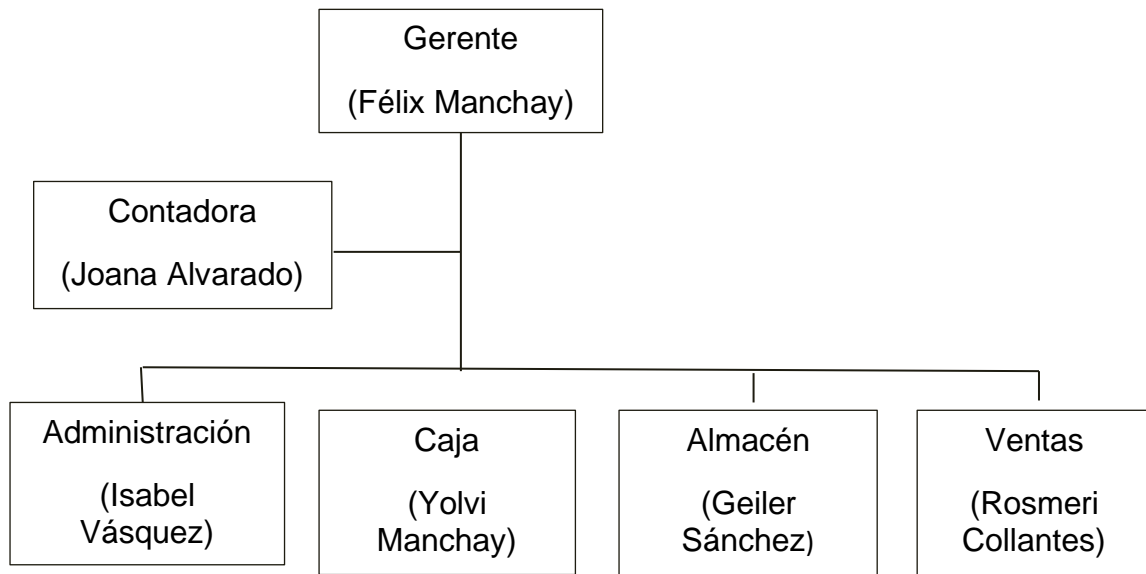 Gerente
(Félix Manchay)
Contadora
(Joana Alvarado)
Administración
(Isabel
Vásquez)
Caja
(Yolvi
Manchay)
Almacén
(Geiler
Sánchez)
Ventas
(Rosmeri
Collantes)